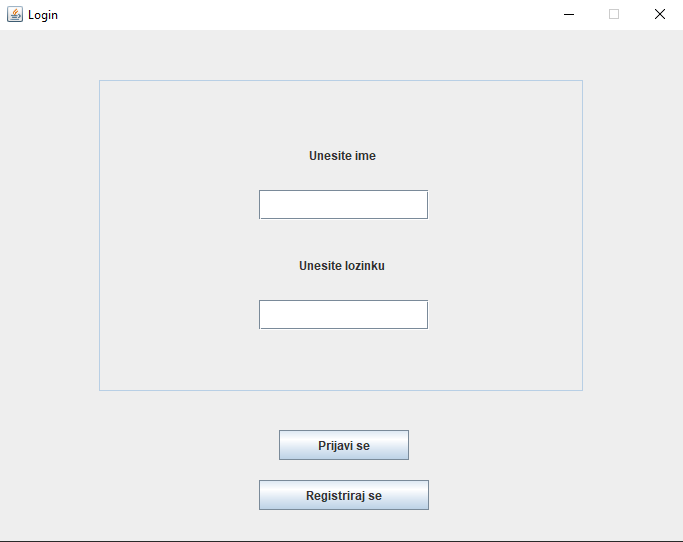 Login
Unesite ime
Unesite lozinku
Prijavi se
Registriraj se